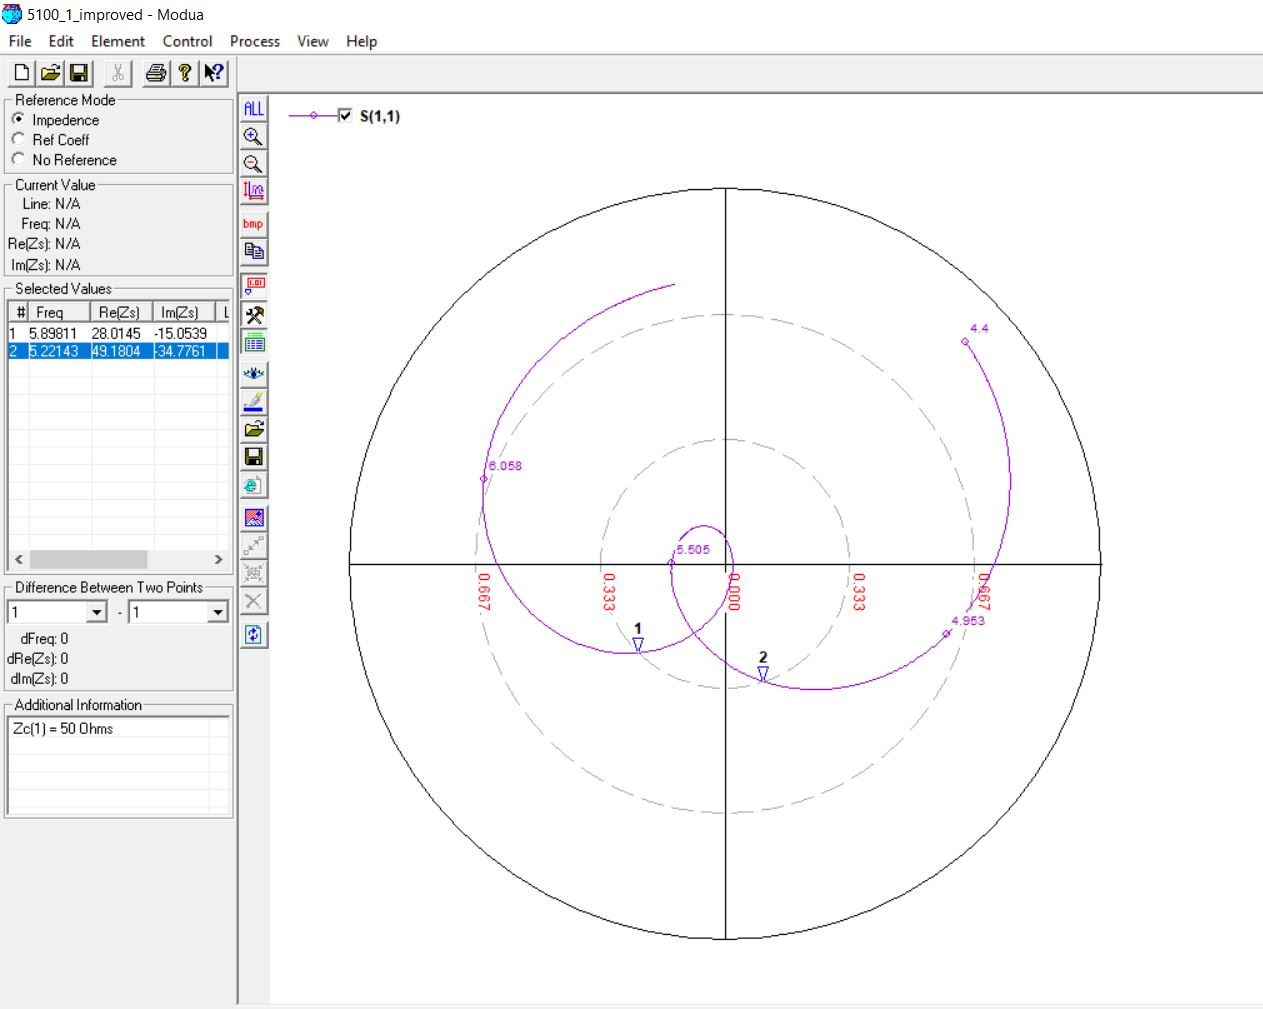 5100_1_improved - Modua
File Edit Element Control Process View Help
Reference Mode
Impedence
Ref Coeff
No Reference
Current Value
Line: N/A
Freq: N/A
Re(Zs): N/A
Im(Zs): N/A
Selected Values
# Freq Re(Zs) Im(Zs) L
1 5.89811 28.0145 -15.0539
2 5.22143 49.1804 -34.7761
Difference Between Two Points
1 - 1
dFreq: 0
dRe(Zs): 0
dIm(Zs): 0
Additional Information
Zc(1) = 50 Ohms
ALL
bmp
1.01
S(1,1)
4.4
6.058
5.505
0.667 0.333 0.000 0.333 0.667
4.953
1
2